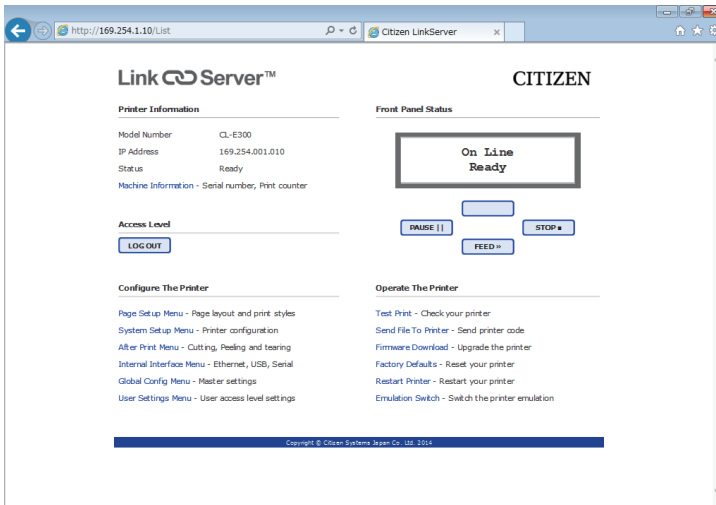 http://169.254.1.10/List
Citizen LinkServer
Link Server™
CITIZEN
Printer Information
Model Number CL-E300
IP Address 169.254.001.010
Status Ready
Machine Information - Serial number, Print counter
Front Panel Status
On Line
Ready
PAUSE ||
STOP ■
FEED »
Access Level
LOG OUT
Configure The Printer
Page Setup Menu - Page layout and print styles
System Setup Menu - Printer configuration
After Print Menu - Cutting, Peeling and tearing
Internal Interface Menu - Ethernet, USB, Serial
Global Config Menu - Master settings
User Settings Menu - User access level settings
Operate The Printer
Test Print - Check your printer
Send File To Printer - Send printer code
Firmware Download - Upgrade the printer
Factory Defaults - Reset your printer
Restart Printer - Restart your printer
Emulation Switch - Switch the printer emulation
Copyright © Citizen Systems Japan Co. Ltd. 2014